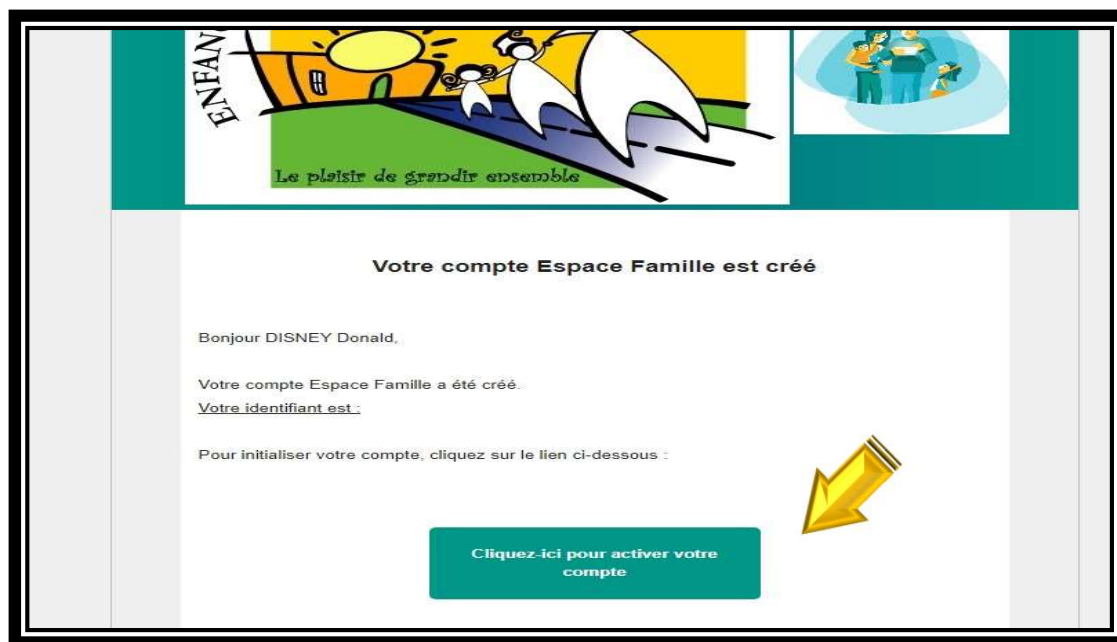 ENFAN
Le plaisir de grandir ensemble
Votre compte Espace Famille est créé
Bonjour DISNEY Donald,
Votre compte Espace Famille a été créé.
Votre identifiant est :
Pour initialiser votre compte, cliquez sur le lien ci-dessous :
Cliquez-ici pour activer votre
compte